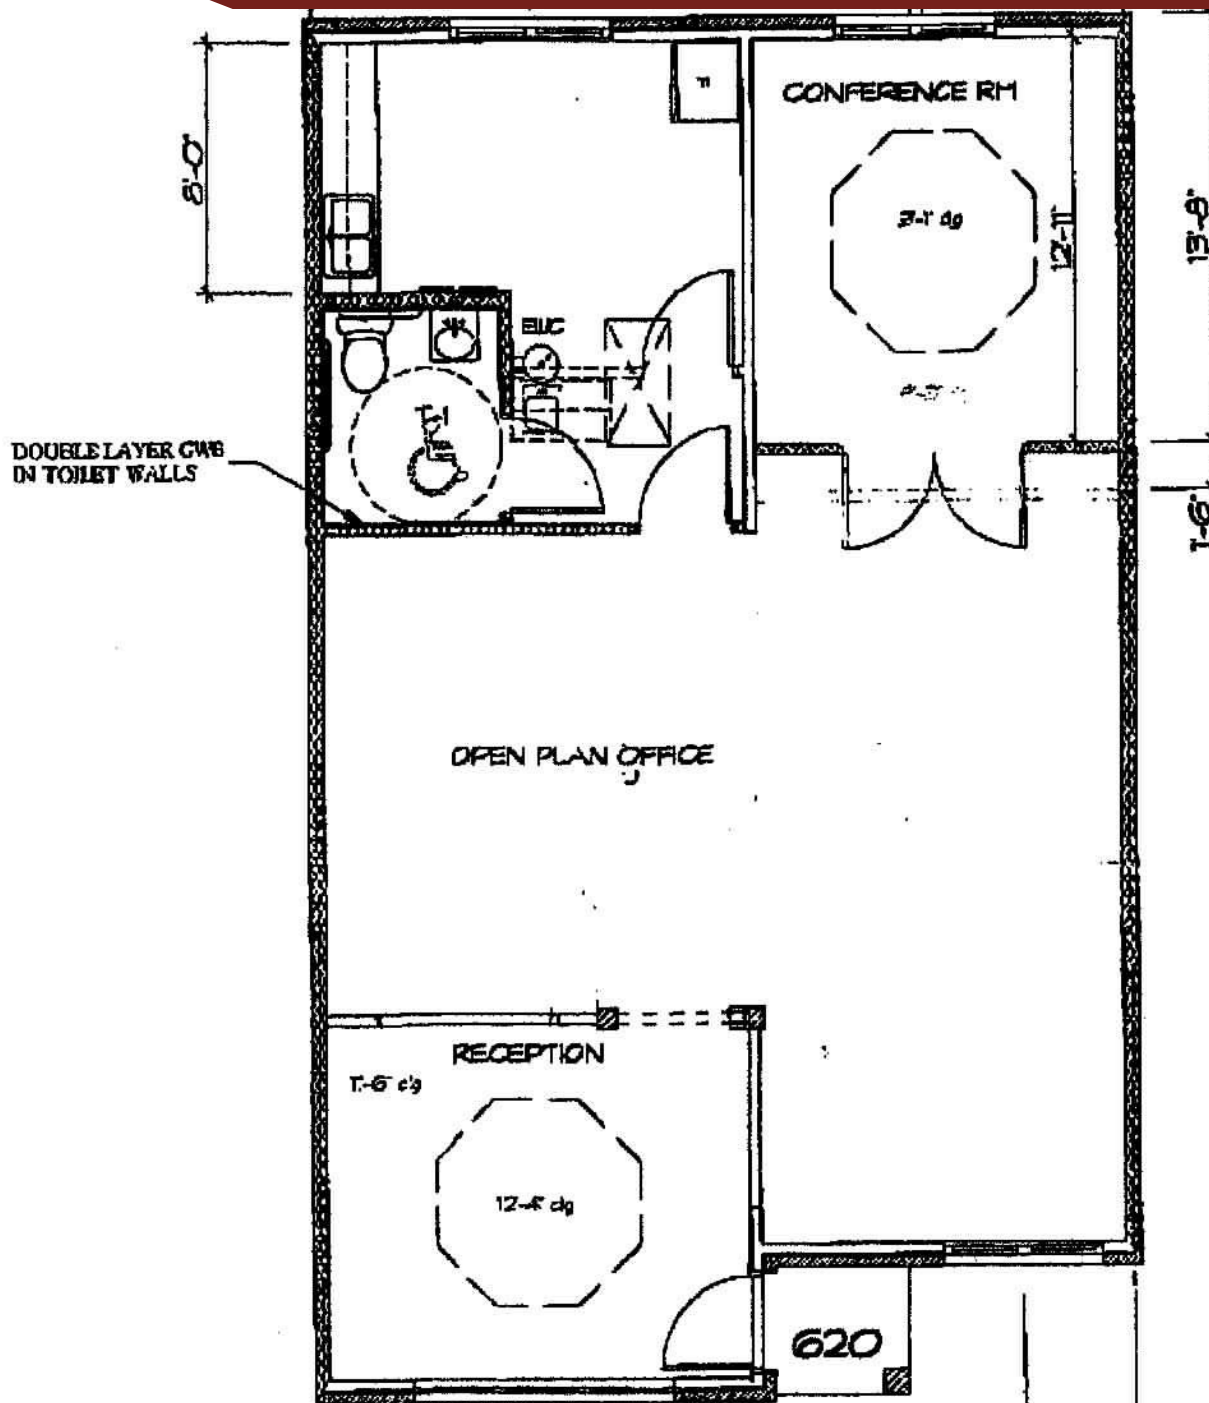 CONFERENCE RM
8'-0"
12'-11"
13'-8"
EWC
T-1
DOUBLE LAYER GWB
IN TOILET WALLS
1'-6"
OPEN PLAN OFFICE
RECEPTION
12'-4" clg
620